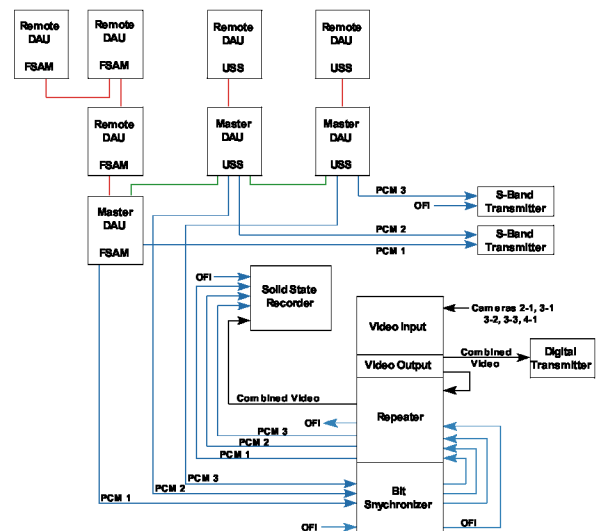 Remote
DAU
FSAM
Remote
DAU
FSAM
Remote
DAU
USS
Remote
DAU
USS
Remote
DAU
FSAM
Master
DAU
USS
Master
DAU
USS
Master
DAU
FSAM
PCM 3
OFI
S-Band
Transmitter
PCM 2
PCM 1
S-Band
Transmitter
OFI
Solid State
Recorder
Video Input
Cameras 2-1, 3-1
3-2, 3-3, 4-1
Video Output
Combined
Video
Digital
Transmitter
Combined Video
Repeater
OFI
PCM 3
PCM 2
PCM 1
PCM 3
PCM 2
PCM 1
Bit
Snychronizer
OFI
OFI